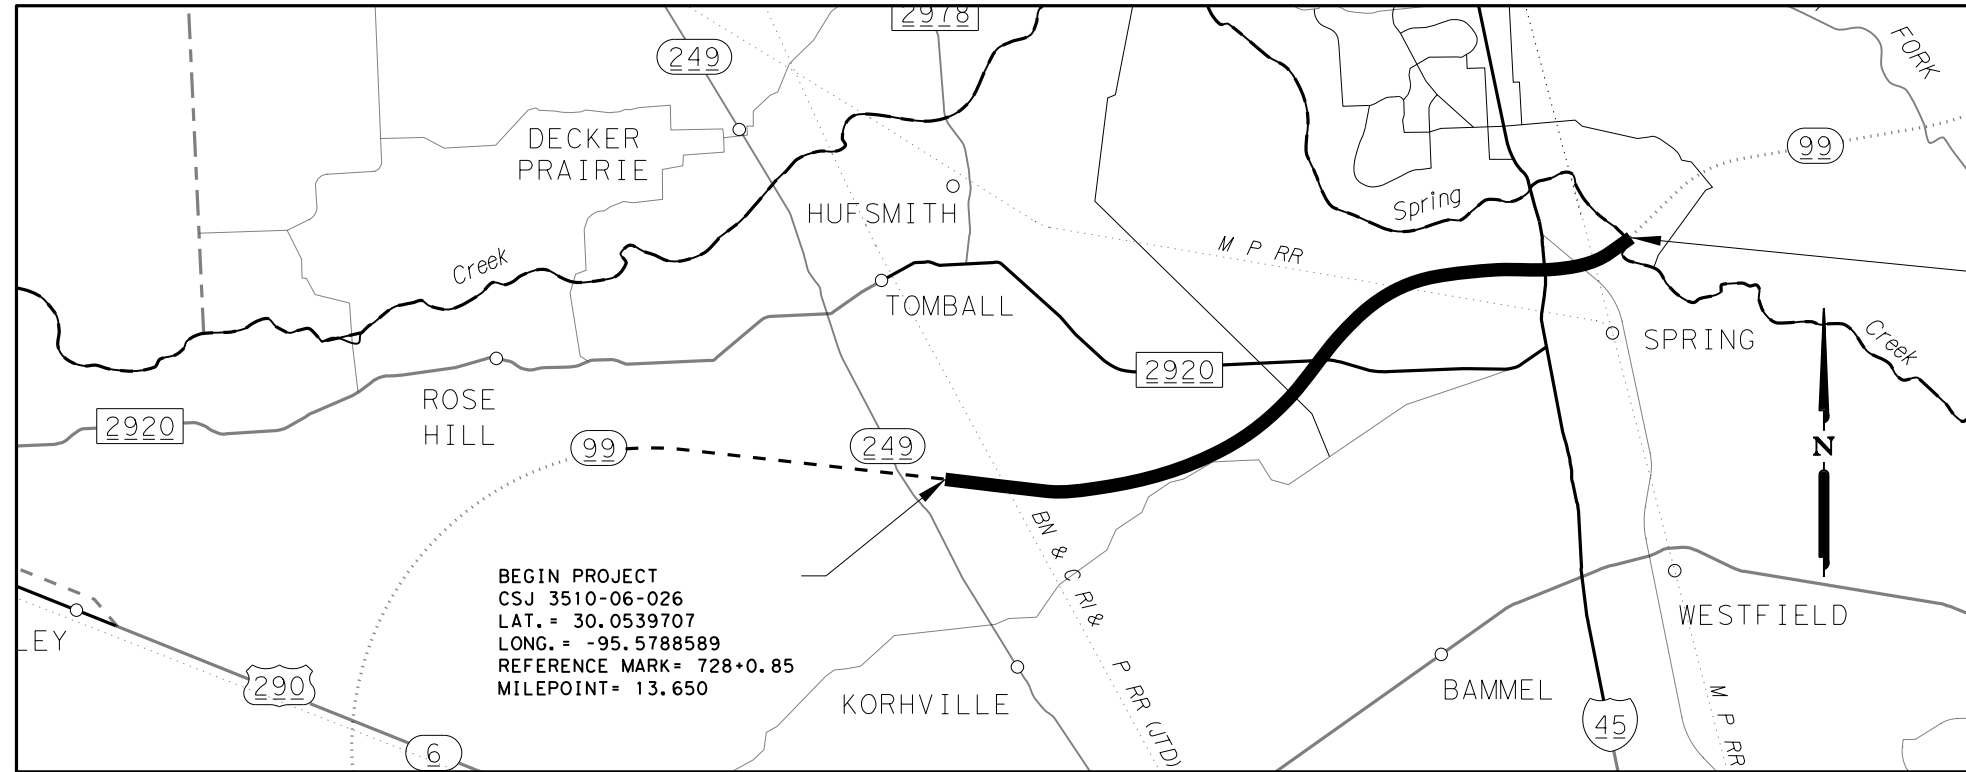 2978
249
FORK
DECKER
PRAIRIE
99
HUFSMITH
Spring
M P RR
Creek
TOMBALL
SPRING
Creek
2920
ROSE
HILL
2920
99
249
N
BEGIN PROJECT
CSJ 3510-06-026
LAT.= 30.0539707
LONG.= -95.5788589
REFERENCE MARK= 728+0.85
MILEPOINT= 13.650
BN & C RI &
P RR (JTD)
WESTFIELD
LEY
290
KORHVILLE
BAMMEL
45
M P RR
6